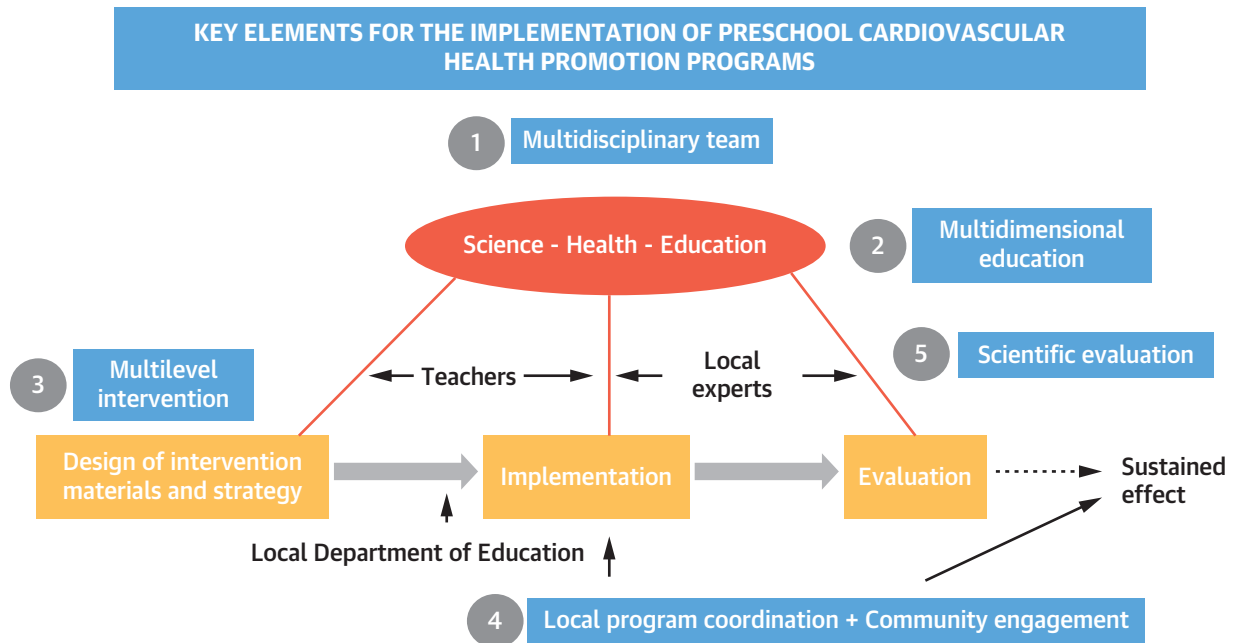 KEY ELEMENTS FOR THE IMPLEMENTATION OF PRESCHOOL CARDIOVASCULAR
HEALTH PROMOTION PROGRAMS
1
Multidisciplinary team
Science - Health - Education
2
Multidimensional
education
3
Multilevel
intervention
Teachers
Local
experts
5
Scientific evaluation
Design of intervention
materials and strategy
Implementation
Evaluation
Sustained
effect
Local Department of Education
4
Local program coordination + Community engagement